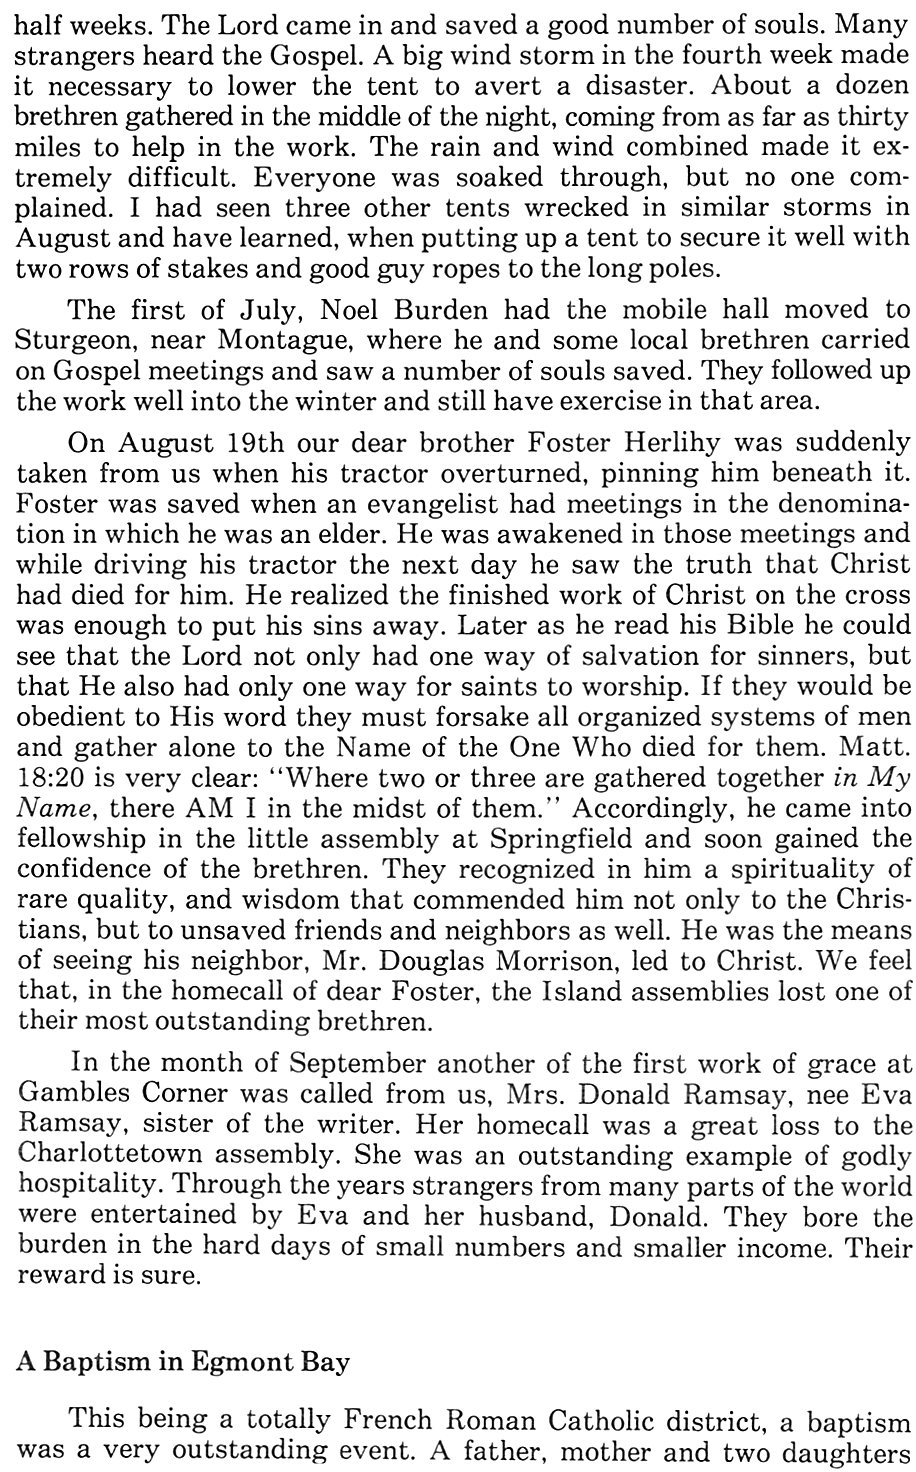 half weeks. The Lord came in and saved a good number of souls. Many
strangers heard the Gospel. A big wind storm in the fourth week made
it necessary to lower the tent to avert a disaster. About a dozen
brethren gathered in the middle of the night, coming from as far as thirty
miles to help in the work. The rain and wind combined made it ex-
tremely difficult. Everyone was soaked through, but no one com-
plained. I had seen three other tents wrecked in similar storms in
August and have learned, when putting up a tent to secure it well with
two rows of stakes and good guy ropes to the long poles.
The first of July, Noel Burden had the mobile hall moved to
Sturgeon, near Montague, where he and some local brethren carried
on Gospel meetings and saw a number of souls saved. They followed up
the work well into the winter and still have exercise in that area.
On August 19th our dear brother Foster Herlihy was suddenly
taken from us when his tractor overturned, pinning him beneath it.
Foster was saved when an evangelist had meetings in the denomina-
tion in which he was an elder. He was awakened in those meetings and
while driving his tractor the next day he saw the truth that Christ
had died for him. He realized the finished work of Christ on the cross
was enough to put his sins away. Later as he read his Bible he could
see that the Lord not only had one way of salvation for sinners, but
that He also had only one way for saints to worship. If they would be
obedient to His word they must forsake all organized systems of men
and gather alone to the Name of the One Who died for them. Matt.
18:20 is very clear: ''Where two or three are gathered together in My
Name, there AM I in the midst of them.'' Accordingly, he came into
fellowship in the little assembly at Springfield and soon gained the
confidence of the brethren. They recognized in him a spirituality of
rare quality, and wisdom that commended him not only to the Chris-
tians, but to unsaved friends and neighbors as well. He was the means
of seeing his neighbor, Mr. Douglas Morrison, led to Christ. We feel
that, in the homecall of dear Foster, the Island assemblies lost one of
their most outstanding brethren.
In the month of September another of the first work of grace at
Gambles Corner was called from us, Mrs. Donald Ramsay, nee Eva
Ramsay, sister of the writer. Her homecall was a great loss to the
Charlottetown assembly. She was an outstanding example of godly
hospitality. Through the years strangers from many parts of the world
were entertained by Eva and her husband, Donald. They bore the
burden in the hard days of small numbers and smaller income. Their
reward is sure.
A Baptism in Egmont Bay
This being a totally French Roman Catholic district, a baptism
was a very outstanding event. A father, mother and two daughters